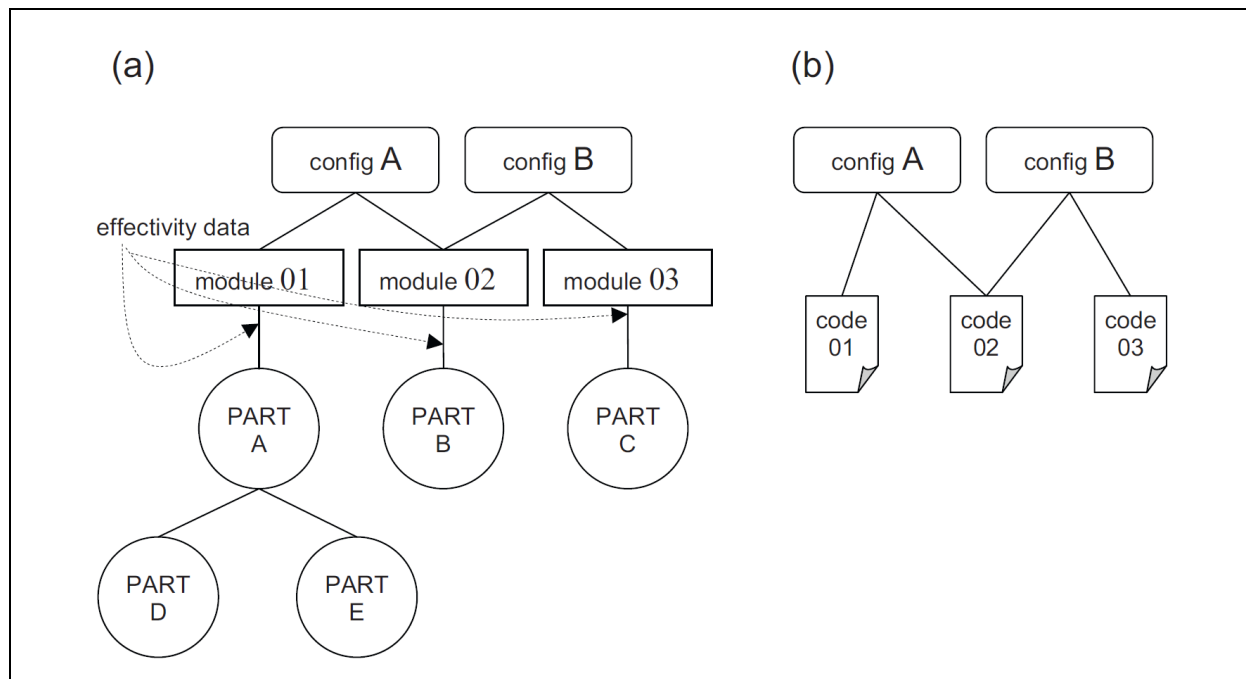 (a)
(b)
config A
config B
config A
config B
effectivity data
module 01
module 02
module 03
code
01
code
02
code
03
PART
A
PART
B
PART
C
PART
D
PART
E